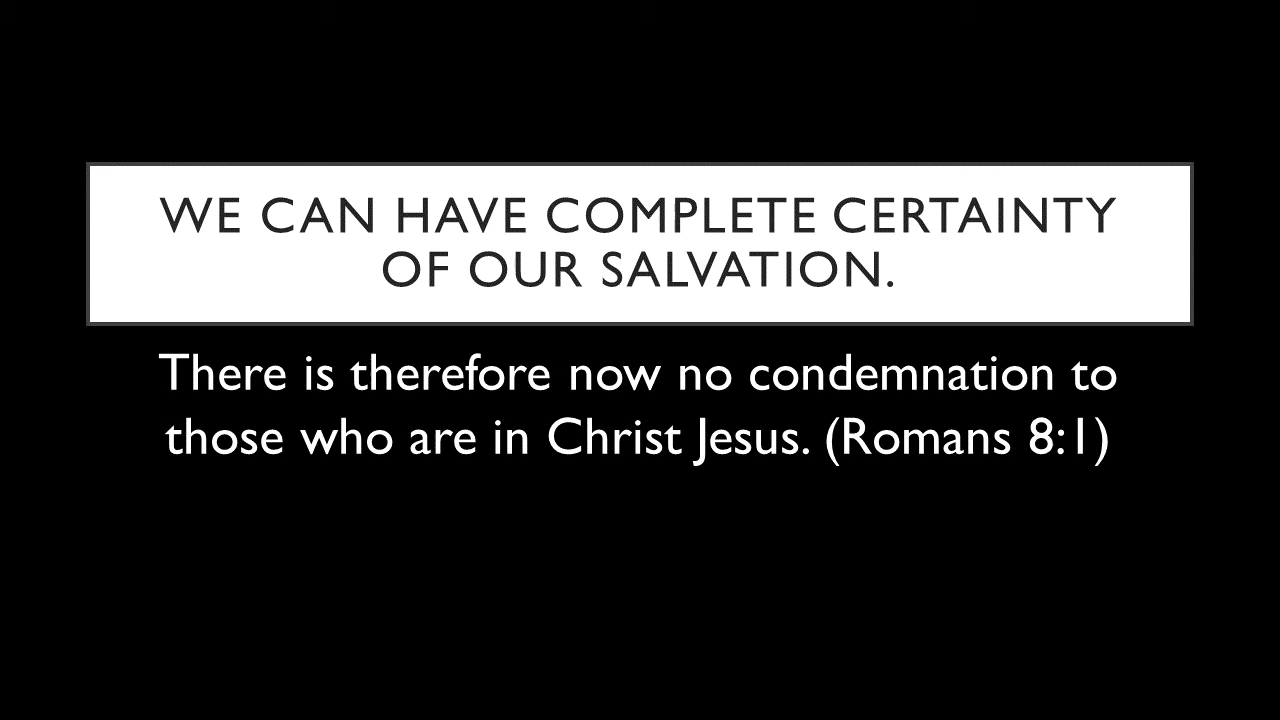 WE CAN HAVE COMPLETE CERTAINTY
OF OUR SALVATION.
There is therefore now no condemnation to
those who are in Christ Jesus. (Romans 8:1)